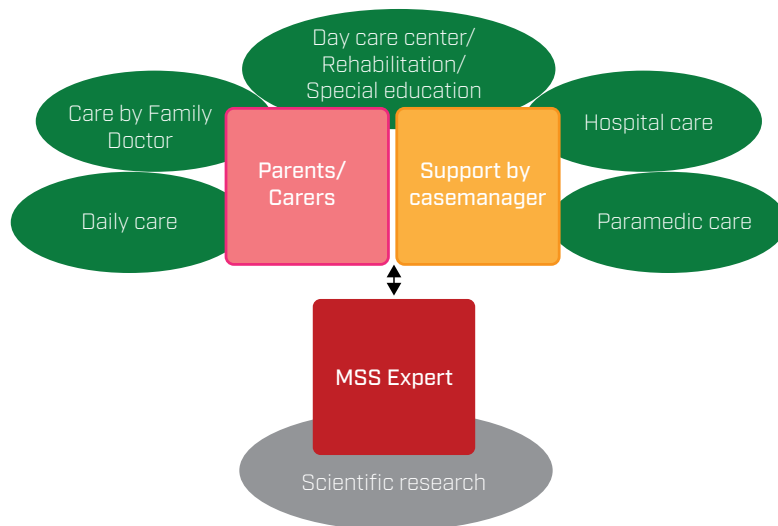 Day care center/
Rehabilitation/
Special education
Care by Family
Doctor
Hospital care
Parents/
Carers
Support by
casemanager
Daily care
Paramedic care
MSS Expert
Scientific research